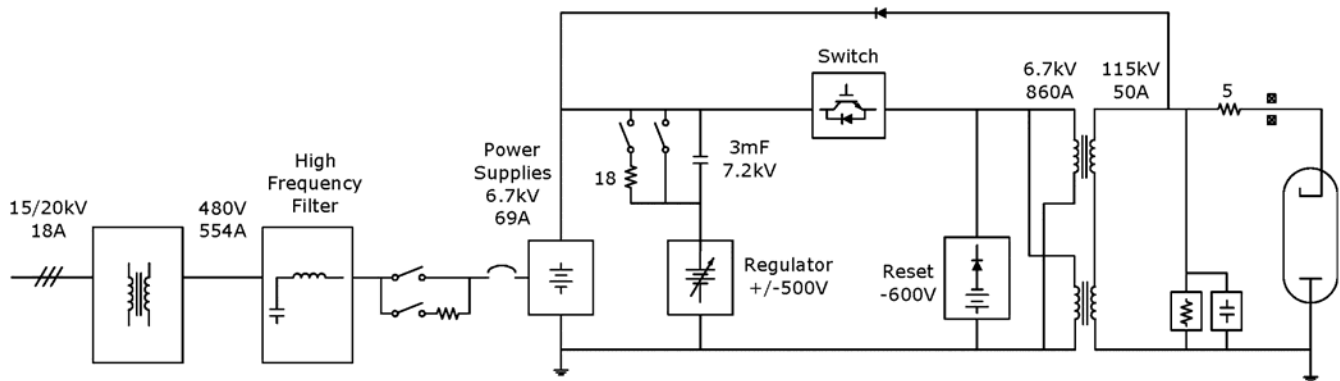 15/20kV
18A
480V
554A
High
Frequency
Filter
Power
Supplies
6.7kV
69A
18
3mF
7.2kV
Regulator
+/-500V
Switch
Reset
-600V
6.7kV
860A
115kV
50A
5